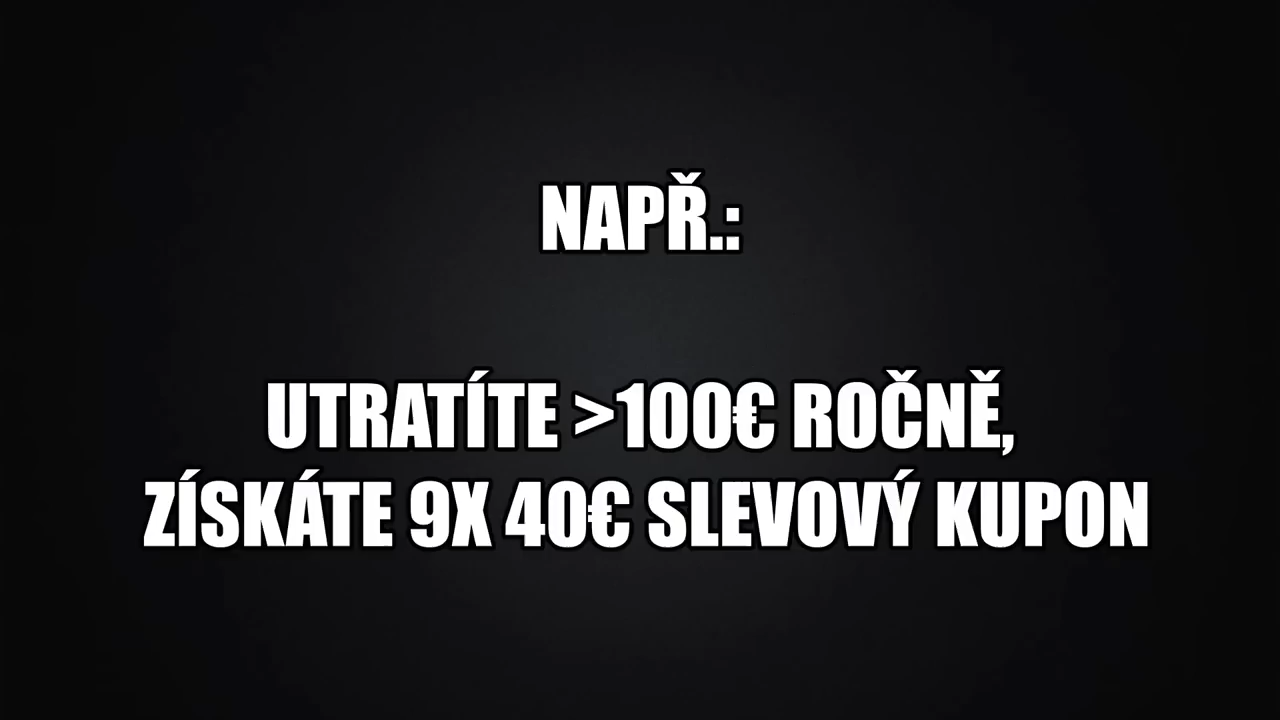 NAPŘ.:
UTRATÍTE >100€ ROČNĚ,
ZÍSKÁTE 9X 40€ SLEVOVÝ KUPON